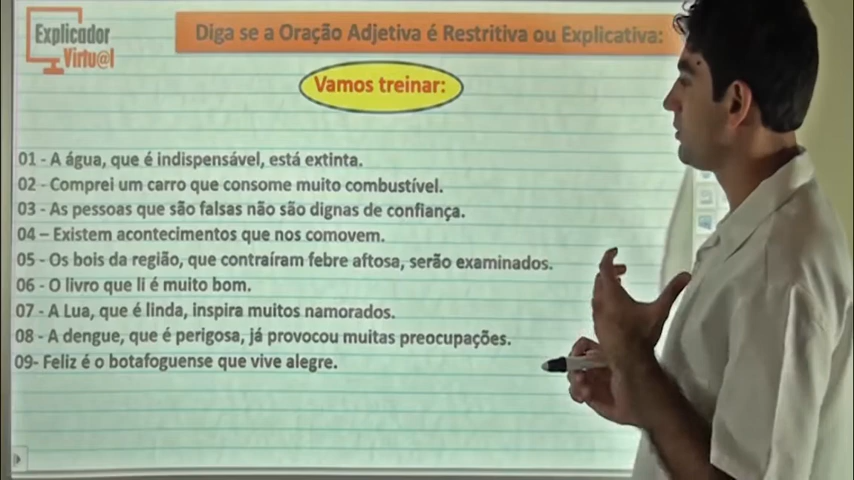 Explicador
Virtu@l
Diga se a Oração Adjetiva é Restritiva ou Explicativa:
Vamos treinar:
01 - A água, que é indispensável, está extinta.
02 - Comprei um carro que consome muito combustível.
03 - As pessoas que são falsas não são dignas de confiança.
04 – Existem acontecimentos que nos comovem.
05 - Os bois da região, que contraíram febre aftosa, serão examinados.
06 - O livro que li é muito bom.
07 - A Lua, que é linda, inspira muitos namorados.
08 - A dengue, que é perigosa, já provocou muitas preocupações.
09- Feliz é o botafoguense que vive alegre.